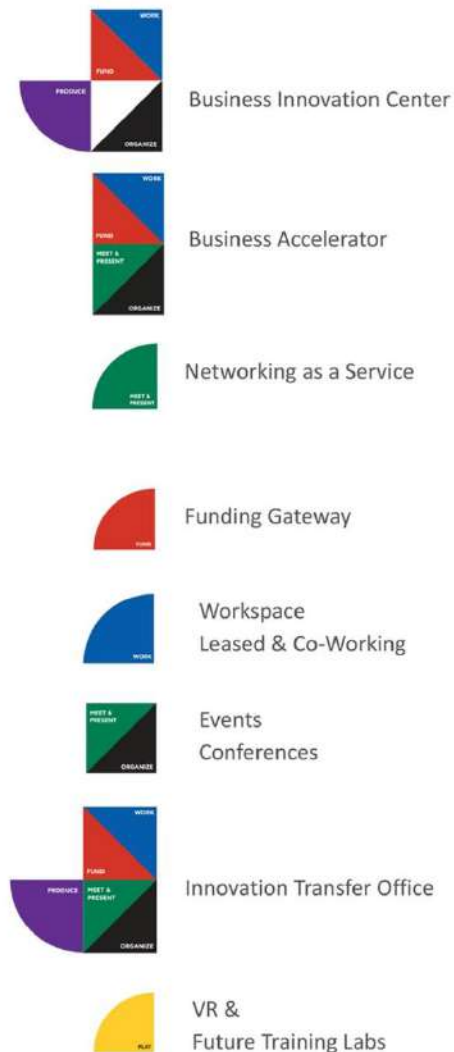 WORK
FUND
PRODUCE
ORGANIZE
Business Innovation Center
WORK
FUND
MEET &
PRESENT
ORGANIZE
Business Accelerator
MEET &
PRESENT
Networking as a Service
FUND
Funding Gateway
WORK
Workspace
Leased & Co-Working
MEET &
PRESENT
ORGANIZE
Events
Conferences
WORK
FUND
PRODUCE
MEET &
PRESENT
ORGANIZE
Innovation Transfer Office
PLAY
VR &
Future Training Labs